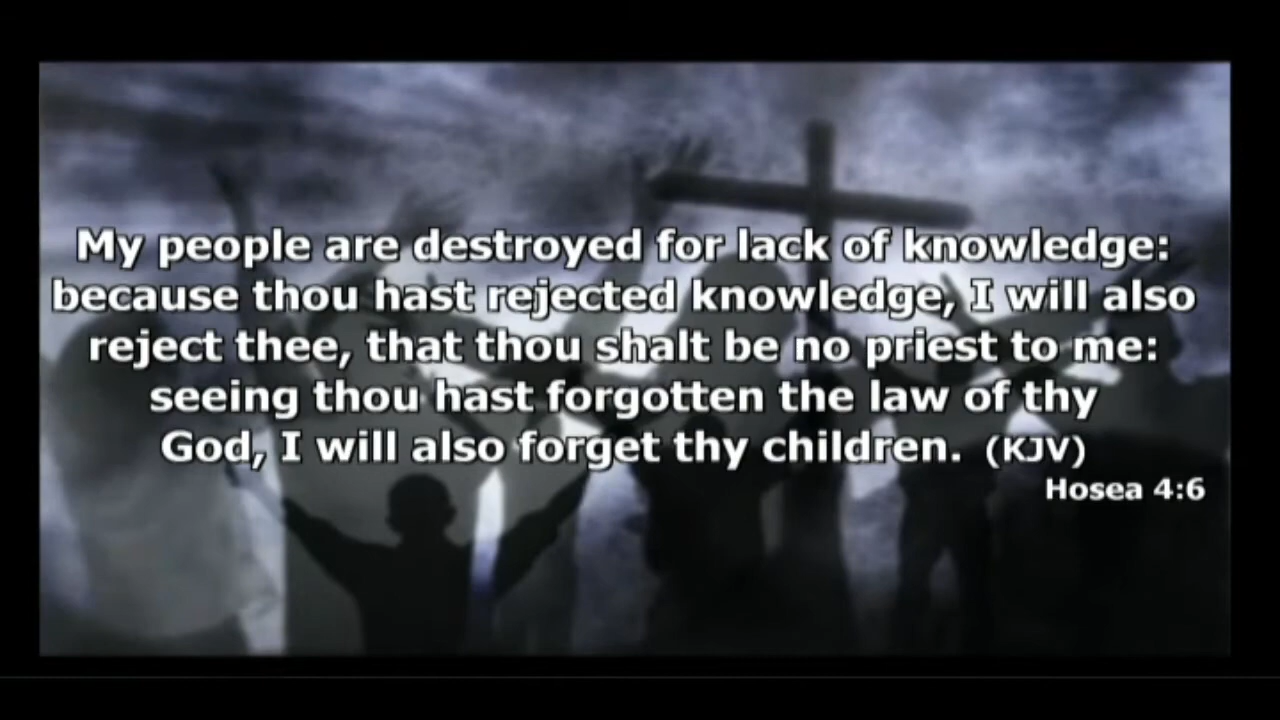 My people are destroyed for lack of knowledge:
because thou hast rejected knowledge, I will also
reject thee, that thou shalt be no priest to me:
seeing thou hast forgotten the law of thy
God, I will also forget thy children. (KJV)
Hosea 4:6